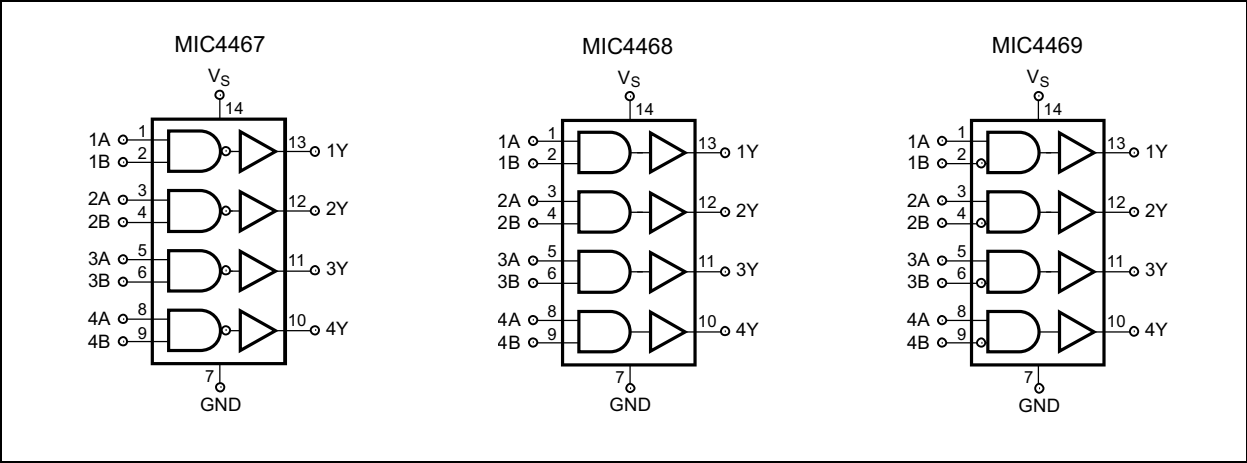 MIC4467
VS
14
1A 1 13 1Y
1B 2
2A 3 12 2Y
2B 4
3A 5 11 3Y
3B 6
4A 8 10 4Y
4B 9
7
GND
MIC4468
VS
14
1A 1 13 1Y
1B 2
2A 3 12 2Y
2B 4
3A 5 11 3Y
3B 6
4A 8 10 4Y
4B 9
7
GND
MIC4469
VS
14
1A 1 13 1Y
1B 2
2A 3 12 2Y
2B 4
3A 5 11 3Y
3B 6
4A 8 10 4Y
4B 9
7
GND